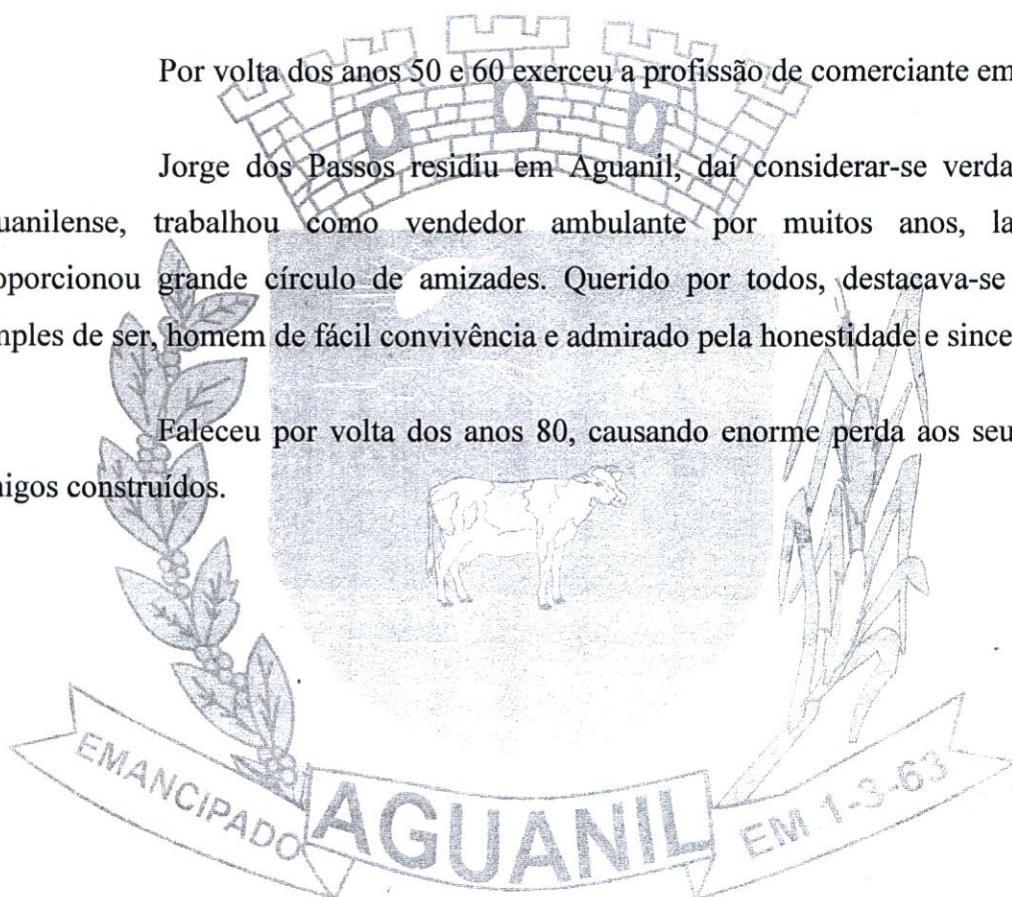 Por volta dos anos 50 e 60 exerceu a profissão de comerciante em
Jorge dos Passos residiu em Aguanil, daí considerar-se verda
uanilense, trabalhou como vendedor ambulante por muitos anos, la
oporcionou grande círculo de amizades. Querido por todos, destacava-se
nples de ser, homem de fácil convivência e admirado pela honestidade e since
Faleceu por volta dos anos 80, causando enorme perda aos seu
nigos construídos.
EMANCIPADO AGUANIL EM 1-3-63